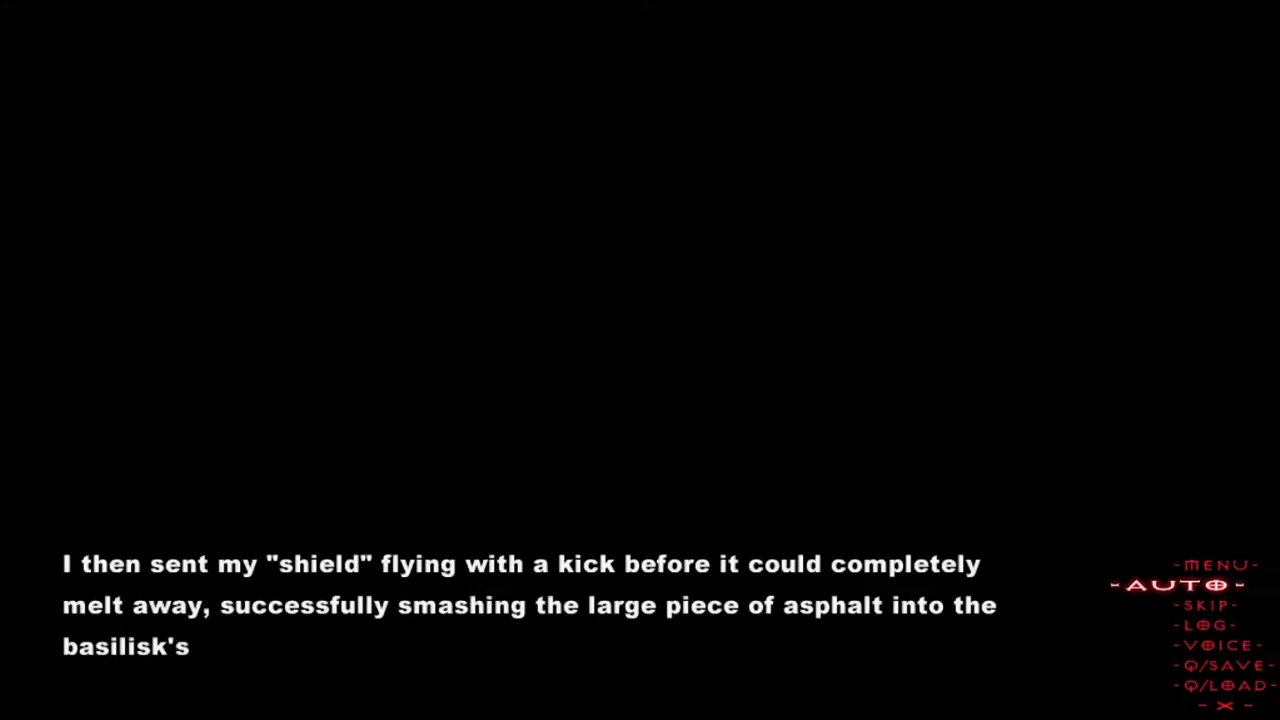 I then sent my "shield" flying with a kick before it could completely
melt away, successfully smashing the large piece of asphalt into the
basilisk's
-MENU-
-AUTO-
-SKIP-
-LOG-
-VOICE-
-Q/SAVE-
-Q/LOAD-
-X-